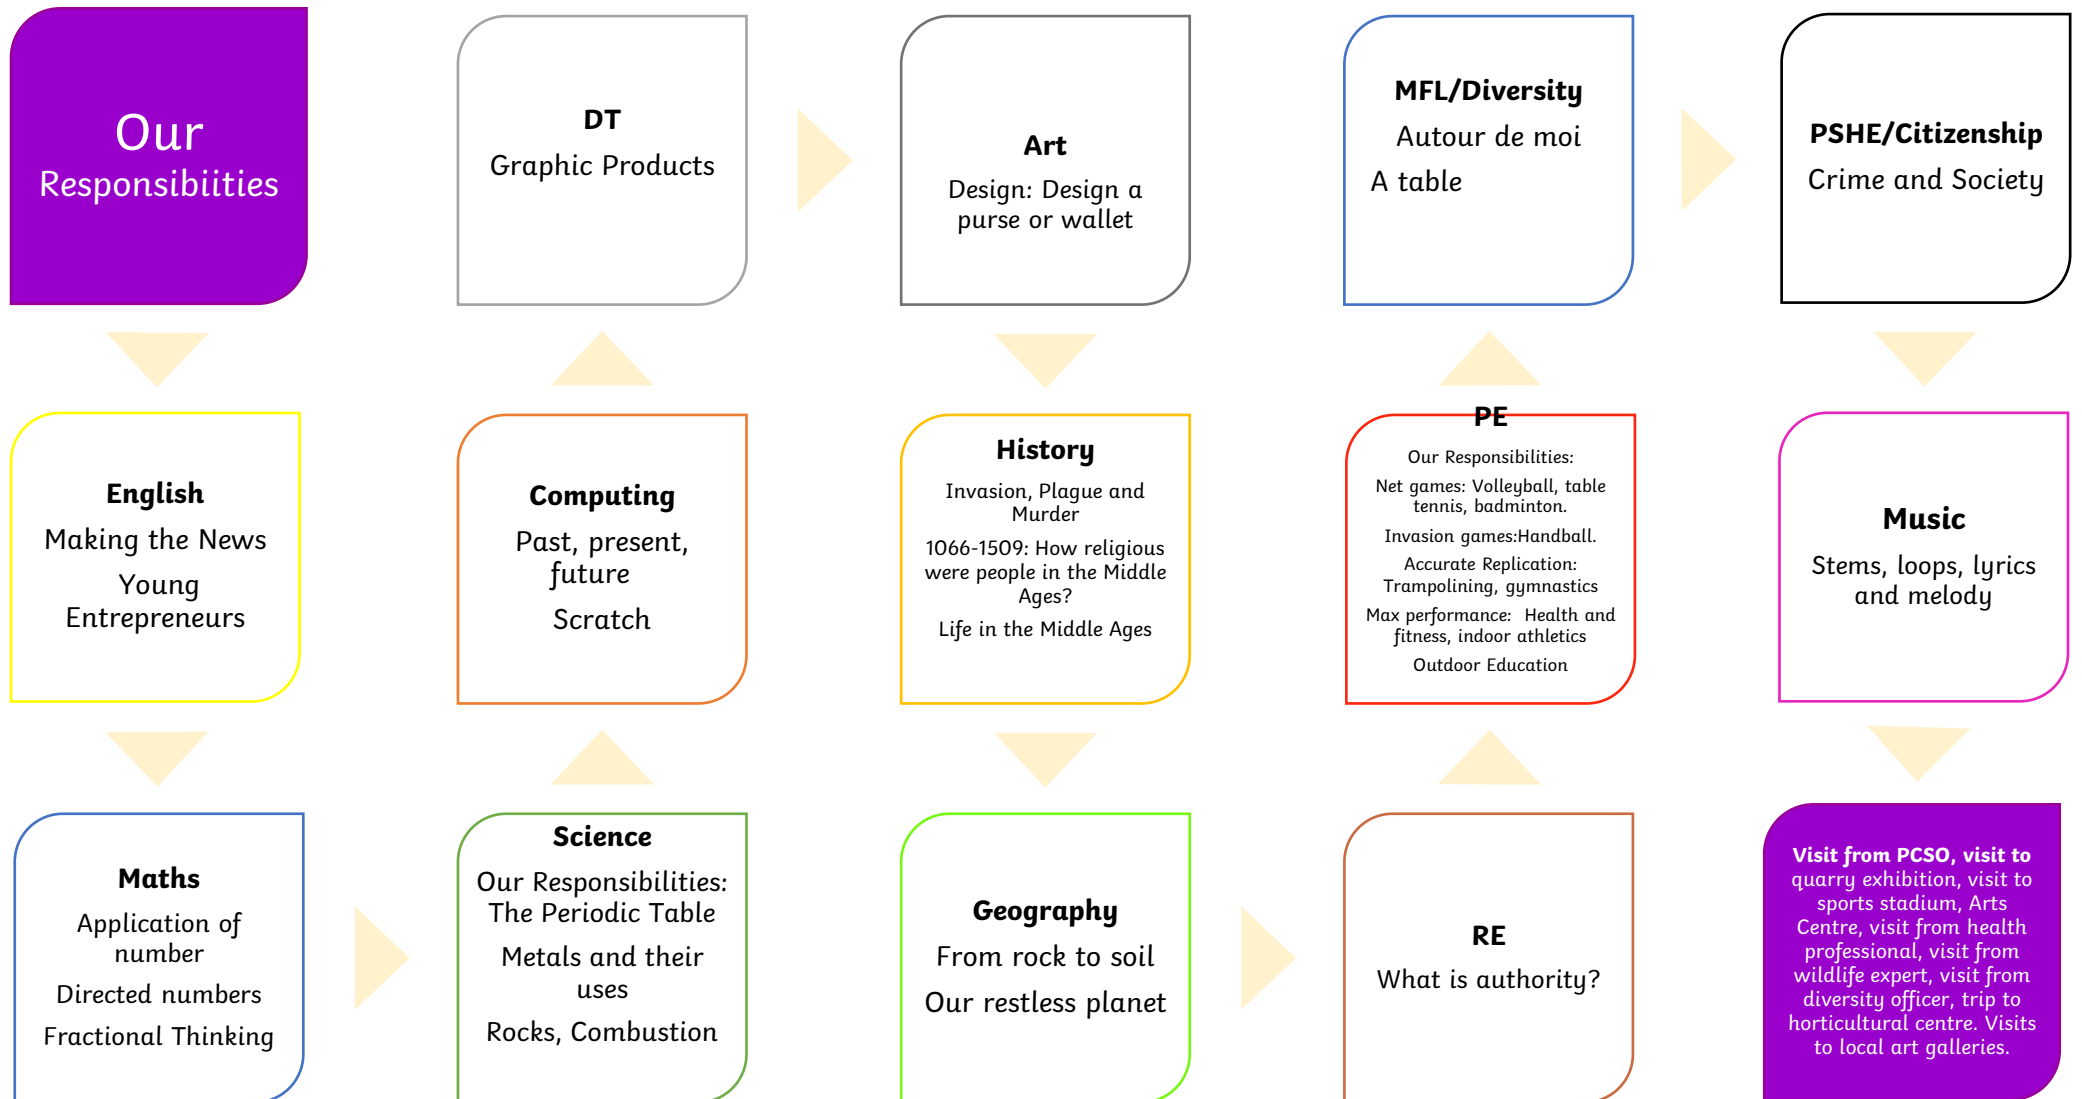 Our
Responsibiities
English
Making the News
Young
Entrepreneurs
Maths
Application of
number
Directed numbers
Fractional Thinking
Science
Our Responsibilities:
The Periodic Table
Metals and their
uses
Rocks, Combustion
Computing
Past, present,
future
Scratch
DT
Graphic Products
Art
Design: Design a
purse or wallet
History
Invasion, Plague and
Murder
1066-1509: How religious
were people in the Middle
Ages?
Life in the Middle Ages
Geography
From rock to soil
Our restless planet
RE
What is authority?
PE
Our Responsibilities:
Net games: Volleyball, table
tennis, badminton.
Invasion games:Handball.
Accurate Replication:
Trampolining, gymnastics
Max performance:  Health and
fitness, indoor athletics
Outdoor Education
MFL/Diversity
Autour de moi
A table
PSHE/Citizenship
Crime and Society
Music
Stems, loops, lyrics
and melody
Visit from PCSO, visit to
quarry exhibition, visit to
sports stadium, Arts
Centre, visit from health
professional, visit from
wildlife expert, visit from
diversity officer, trip to
horticultural centre. Visits
to local art galleries.